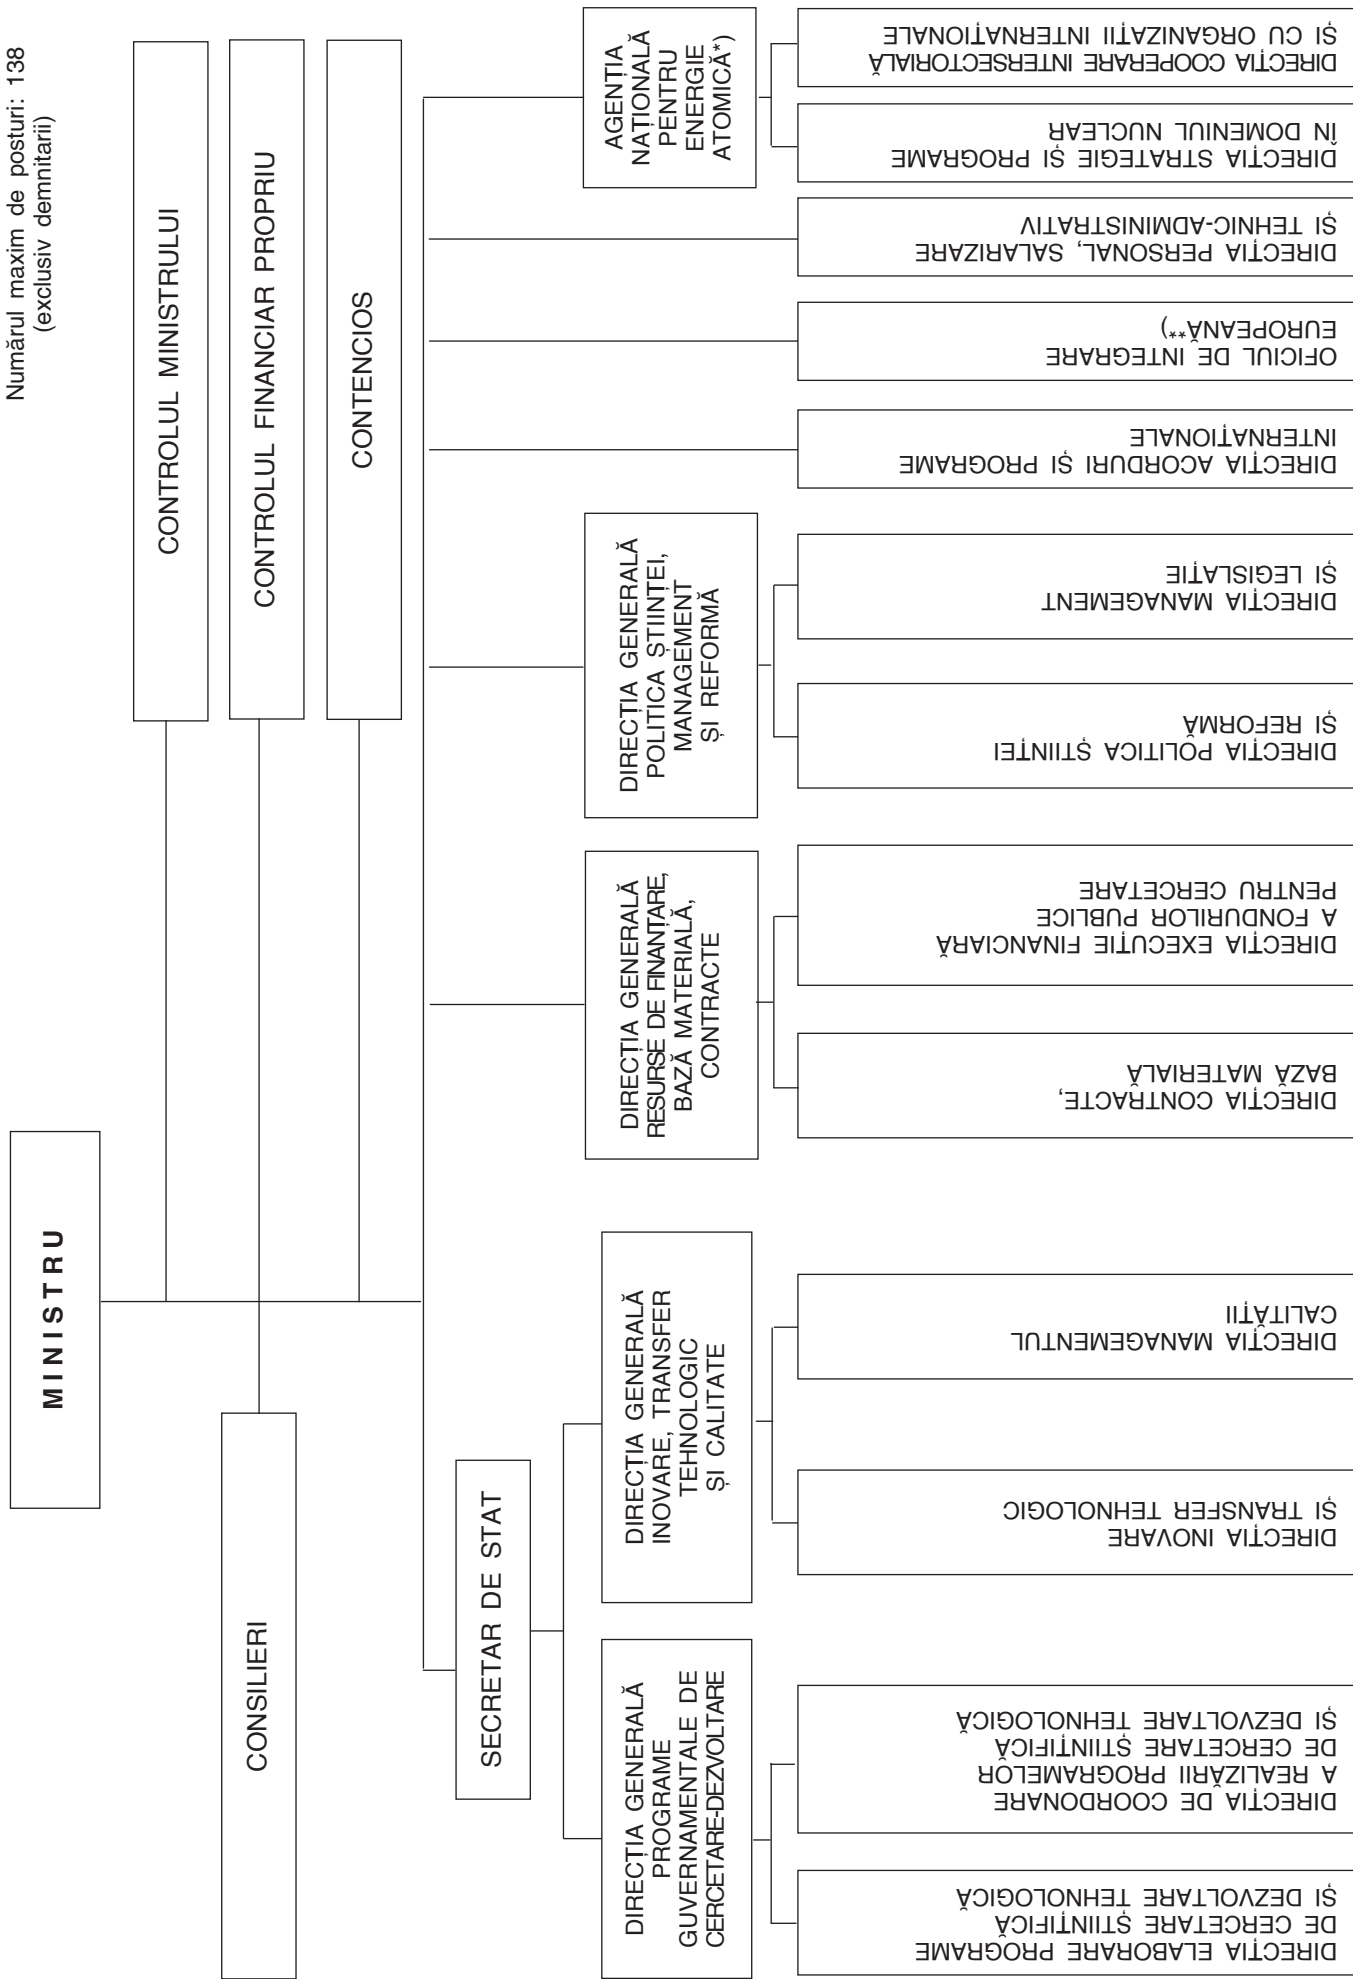 Numărul maxim de posturi: 138
(exclusiv demnitarii)
MINISTRU
CONSILIERI
CONTROLUL MINISTRULUI
CONTROLUL FINANCIAR PROPRIU
CONTENCIOS
SECRETAR DE STAT
DIRECȚIA GENERALĂ
PROGRAME
GUVERNAMENTALE DE
CERCETARE-DEZVOLTARE
DIRECȚIA GENERALĂ
INOVARE, TRANSFER
TEHNOLOGIC
ȘI CALITATE
DIRECȚIA GENERALĂ
RESURSE DE FINANȚARE,
BAZĂ MATERIALĂ,
CONTRACTE
DIRECȚIA GENERALĂ
POLITICA ȘTIINȚEI,
MANAGEMENT
ȘI REFORMĂ
AGENȚIA
NAȚIONALĂ
PENTRU
ENERGIE
ATOMICĂ*)
DIRECȚIA ELABORARE PROGRAME
DE CERCETARE ȘTIINȚIFICĂ
ȘI DEZVOLTARE TEHNOLOGICĂ
DIRECȚIA DE COORDONARE
A REALIZĂRII PROGRAMELOR
DE CERCETARE ȘTIINȚIFICĂ
ȘI DEZVOLTARE TEHNOLOGICĂ
DIRECȚIA INOVARE
ȘI TRANSFER TEHNOLOGIC
DIRECȚIA MANAGEMENTUL
CALITĂȚII
DIRECȚIA CONTRACTE,
BAZĂ MATERIALĂ
DIRECȚIA EXECUȚIE FINANCIARĂ
A FONDURILOR PUBLICE
PENTRU CERCETARE
DIRECȚIA POLITICA ȘTIINȚEI
ȘI REFORMĂ
DIRECȚIA MANAGEMENT
ȘI LEGISLAȚIE
DIRECȚIA ACORDURI ȘI PROGRAME
INTERNAȚIONALE
OFICIUL DE INTEGRARE
EUROPEANĂ**)
DIRECȚIA PERSONAL, SALARIZARE
ȘI TEHNIC-ADMINISTRATIV
DIRECȚIA STRATEGIE ȘI PROGRAME
ÎN DOMENIUL NUCLEAR
DIRECȚIA COOPERARE INTERSECTORIALĂ
ȘI CU ORGANIZAȚII INTERNAȚIONALE